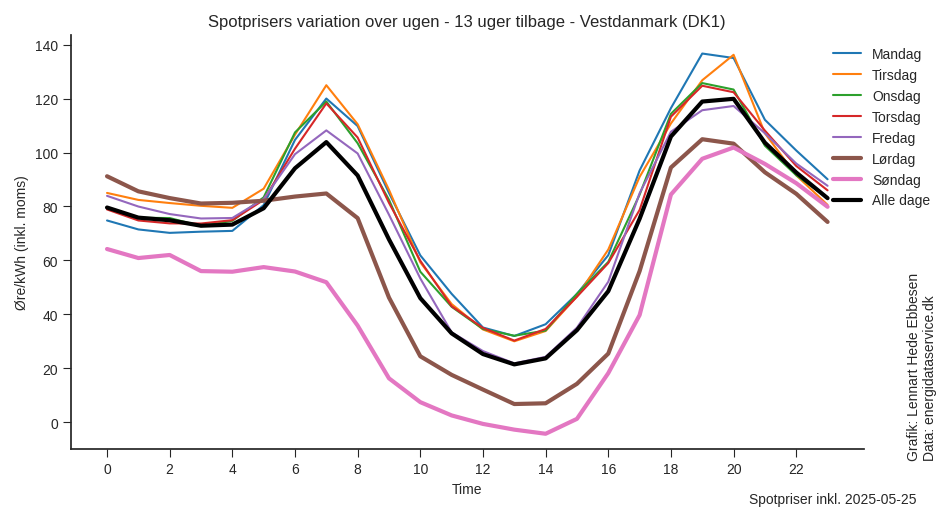 Spotprisers variation over ugen - 13 uger tilbage - Vestdanmark (DK1)
Øre/kWh (inkl. moms)
140
120
100
80
60
40
20
0
0 2 4 6 8 10 12 14 16 18 20 22
Time
Mandag
Tirsdag
Onsdag
Torsdag
Fredag
Lørdag
Søndag
Alle dage
Grafik: Lennart Hede Ebbesen
Data: energidataservice.dk
Spotpriser inkl. 2025-05-25